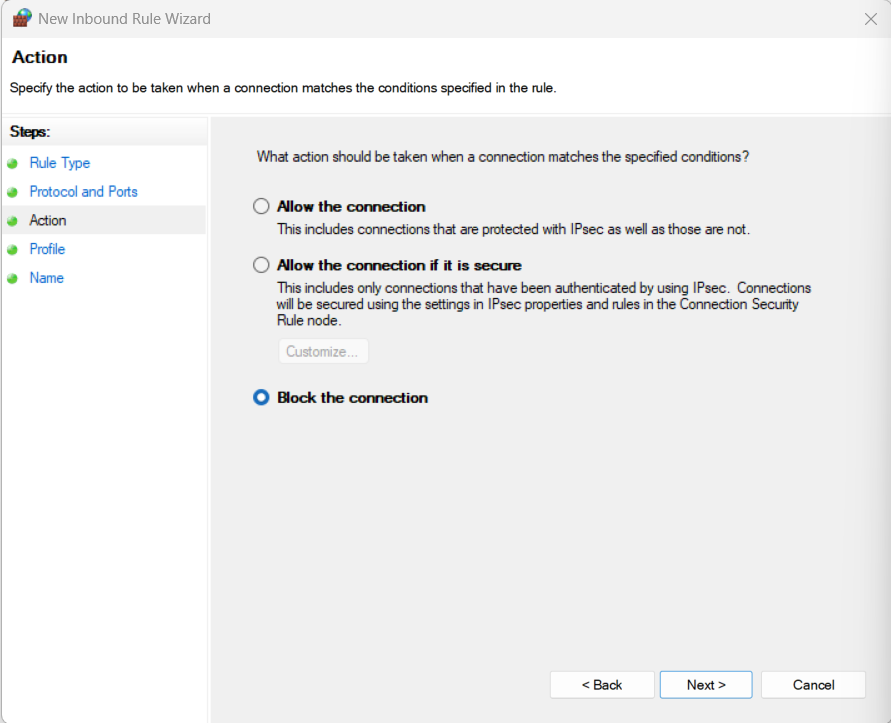 New Inbound Rule Wizard
Action
Specify the action to be taken when a connection matches the conditions specified in the rule.
Steps:
Rule Type
Protocol and Ports
Action
Profile
Name
What action should be taken when a connection matches the specified conditions?
Allow the connection
This includes connections that are protected with IPsec as well as those are not.
Allow the connection if it is secure
This includes only connections that have been authenticated by using IPsec. Connections
will be secured using the settings in IPsec properties and rules in the Connection Security
Rule node.
Customize...
Block the connection
< Back
Next >
Cancel